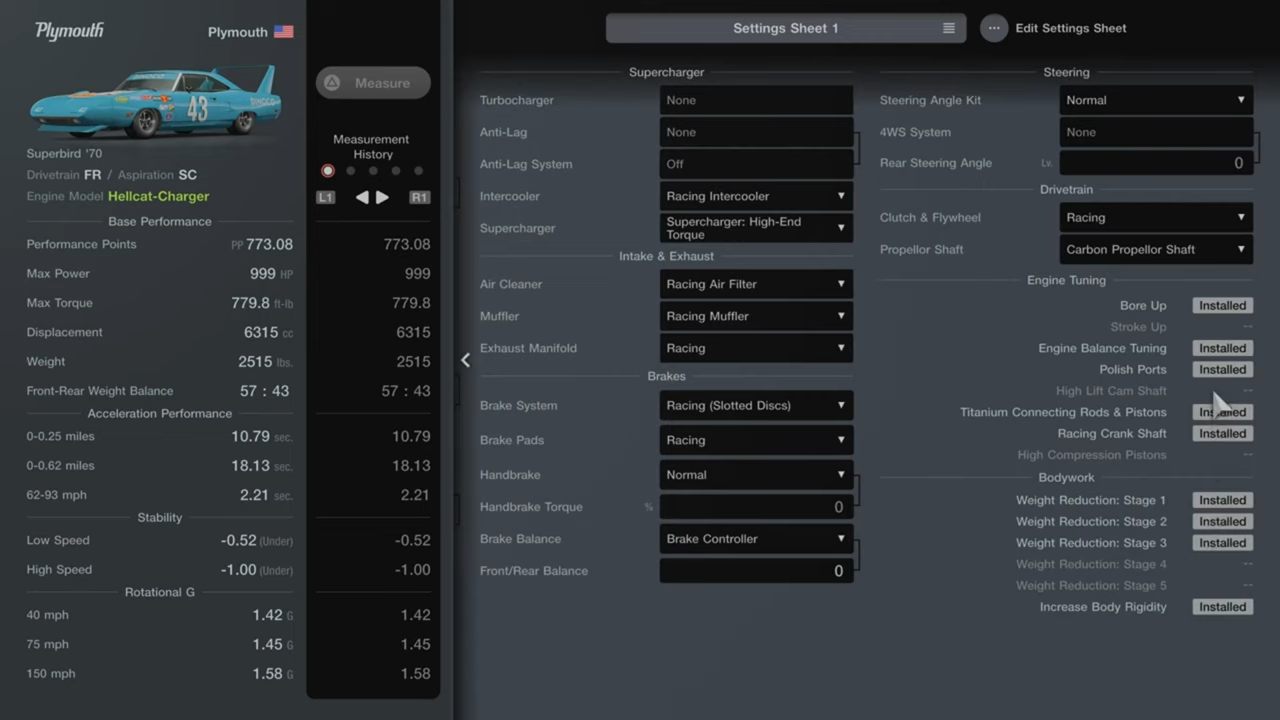 Plymouth
Plymouth
43
Superbird '70
Drivetrain FR / Aspiration SC
Engine Model Hellcat-Charger
Base Performance
Performance Points PP 773.08
Max Power 999 HP
Max Torque 779.8 ft-lb
Displacement 6315 cc
Weight 2515 lbs.
Front-Rear Weight Balance 57 : 43
Acceleration Performance
0-0.25 miles 10.79 sec.
0-0.62 miles 18.13 sec.
62-93 mph 2.21 sec.
Stability
Low Speed -0.52 (Under)
High Speed -1.00 (Under)
Rotational G
40 mph 1.42 G
75 mph 1.45 G
150 mph 1.58 G
Measure
Measurement
History
L1 R1
773.08
999
779.8
6315
2515
57 : 43
10.79
18.13
2.21
-0.52
-1.00
1.42
1.45
1.58
Settings Sheet 1
Edit Settings Sheet
Supercharger
Turbocharger None
Anti-Lag None
Anti-Lag System Off
Intercooler Racing Intercooler
Supercharger Supercharger: High-End
Torque
Intake & Exhaust
Air Cleaner Racing Air Filter
Muffler Racing Muffler
Exhaust Manifold Racing
Brakes
Brake System Racing (Slotted Discs)
Brake Pads Racing
Handbrake Normal
Handbrake Torque % 0
Brake Balance Brake Controller
Front/Rear Balance 0
Steering
Steering Angle Kit Normal
4WS System None
Rear Steering Angle Lv. 0
Drivetrain
Clutch & Flywheel Racing
Propellor Shaft Carbon Propellor Shaft
Engine Tuning
Bore Up Installed
Stroke Up --
Engine Balance Tuning Installed
Polish Ports Installed
High Lift Cam Shaft --
Titanium Connecting Rods & Pistons Installed
Racing Crank Shaft Installed
High Compression Pistons --
Bodywork
Weight Reduction: Stage 1 Installed
Weight Reduction: Stage 2 Installed
Weight Reduction: Stage 3 Installed
Weight Reduction: Stage 4 --
Weight Reduction: Stage 5 --
Increase Body Rigidity Installed